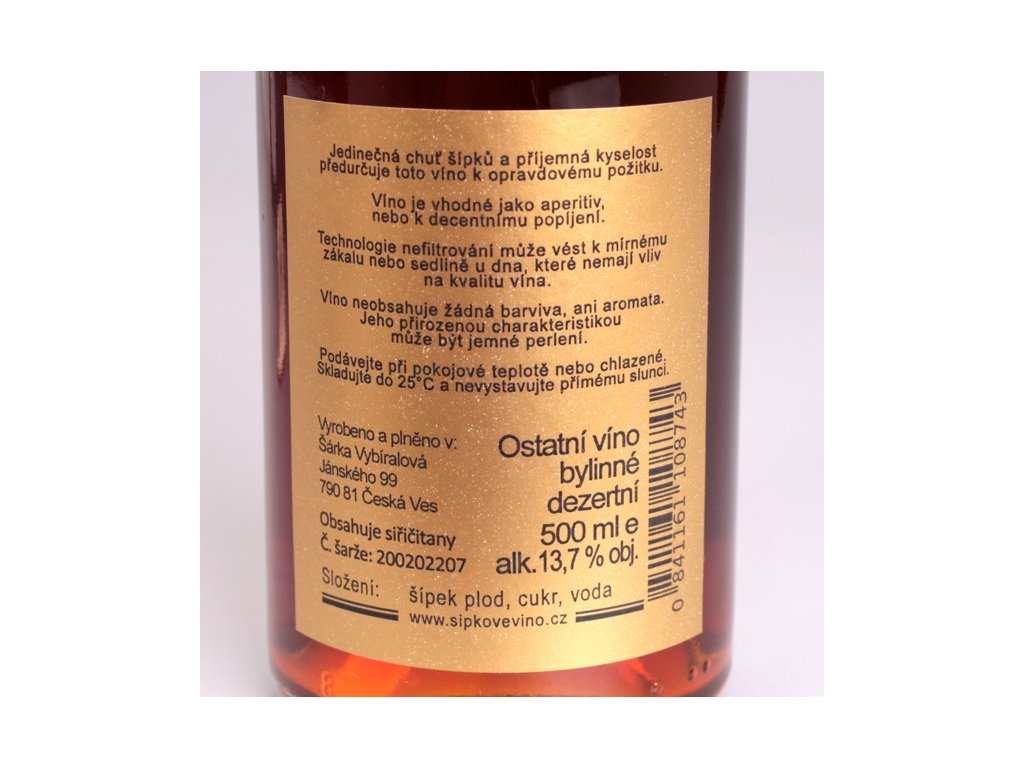 Jedinečná chuť šípků a příjemná kyselost
předurčuje toto víno k opravdovému požitku.
Víno je vhodné jako aperitiv,
nebo k decentnímu popíjení.
Technologie nefiltrování může vést k mírnému
zákalu nebo sedlině u dna, které nemají vliv
na kvalitu vína.
Víno neobsahuje žádná barviva, ani aromata.
Jeho přirozenou charakteristikou
může být jemné perlení.
Podávejte při pokojové teplotě nebo chlazené.
Skladujte do 25°C a nevystavujte přímému slunci.
Vyrobeno a plněno v:
Šárka Vybíralová
Jánského 99
790 81 Česká Ves
Obsahuje siřičitany
Č. šarže: 200202207
Ostatní víno
bylinné
dezertní
500 ml e
alk.13,7 % obj.
Složení: šípek plod, cukr, voda
www.sipkovevino.cz
0 841161 108743